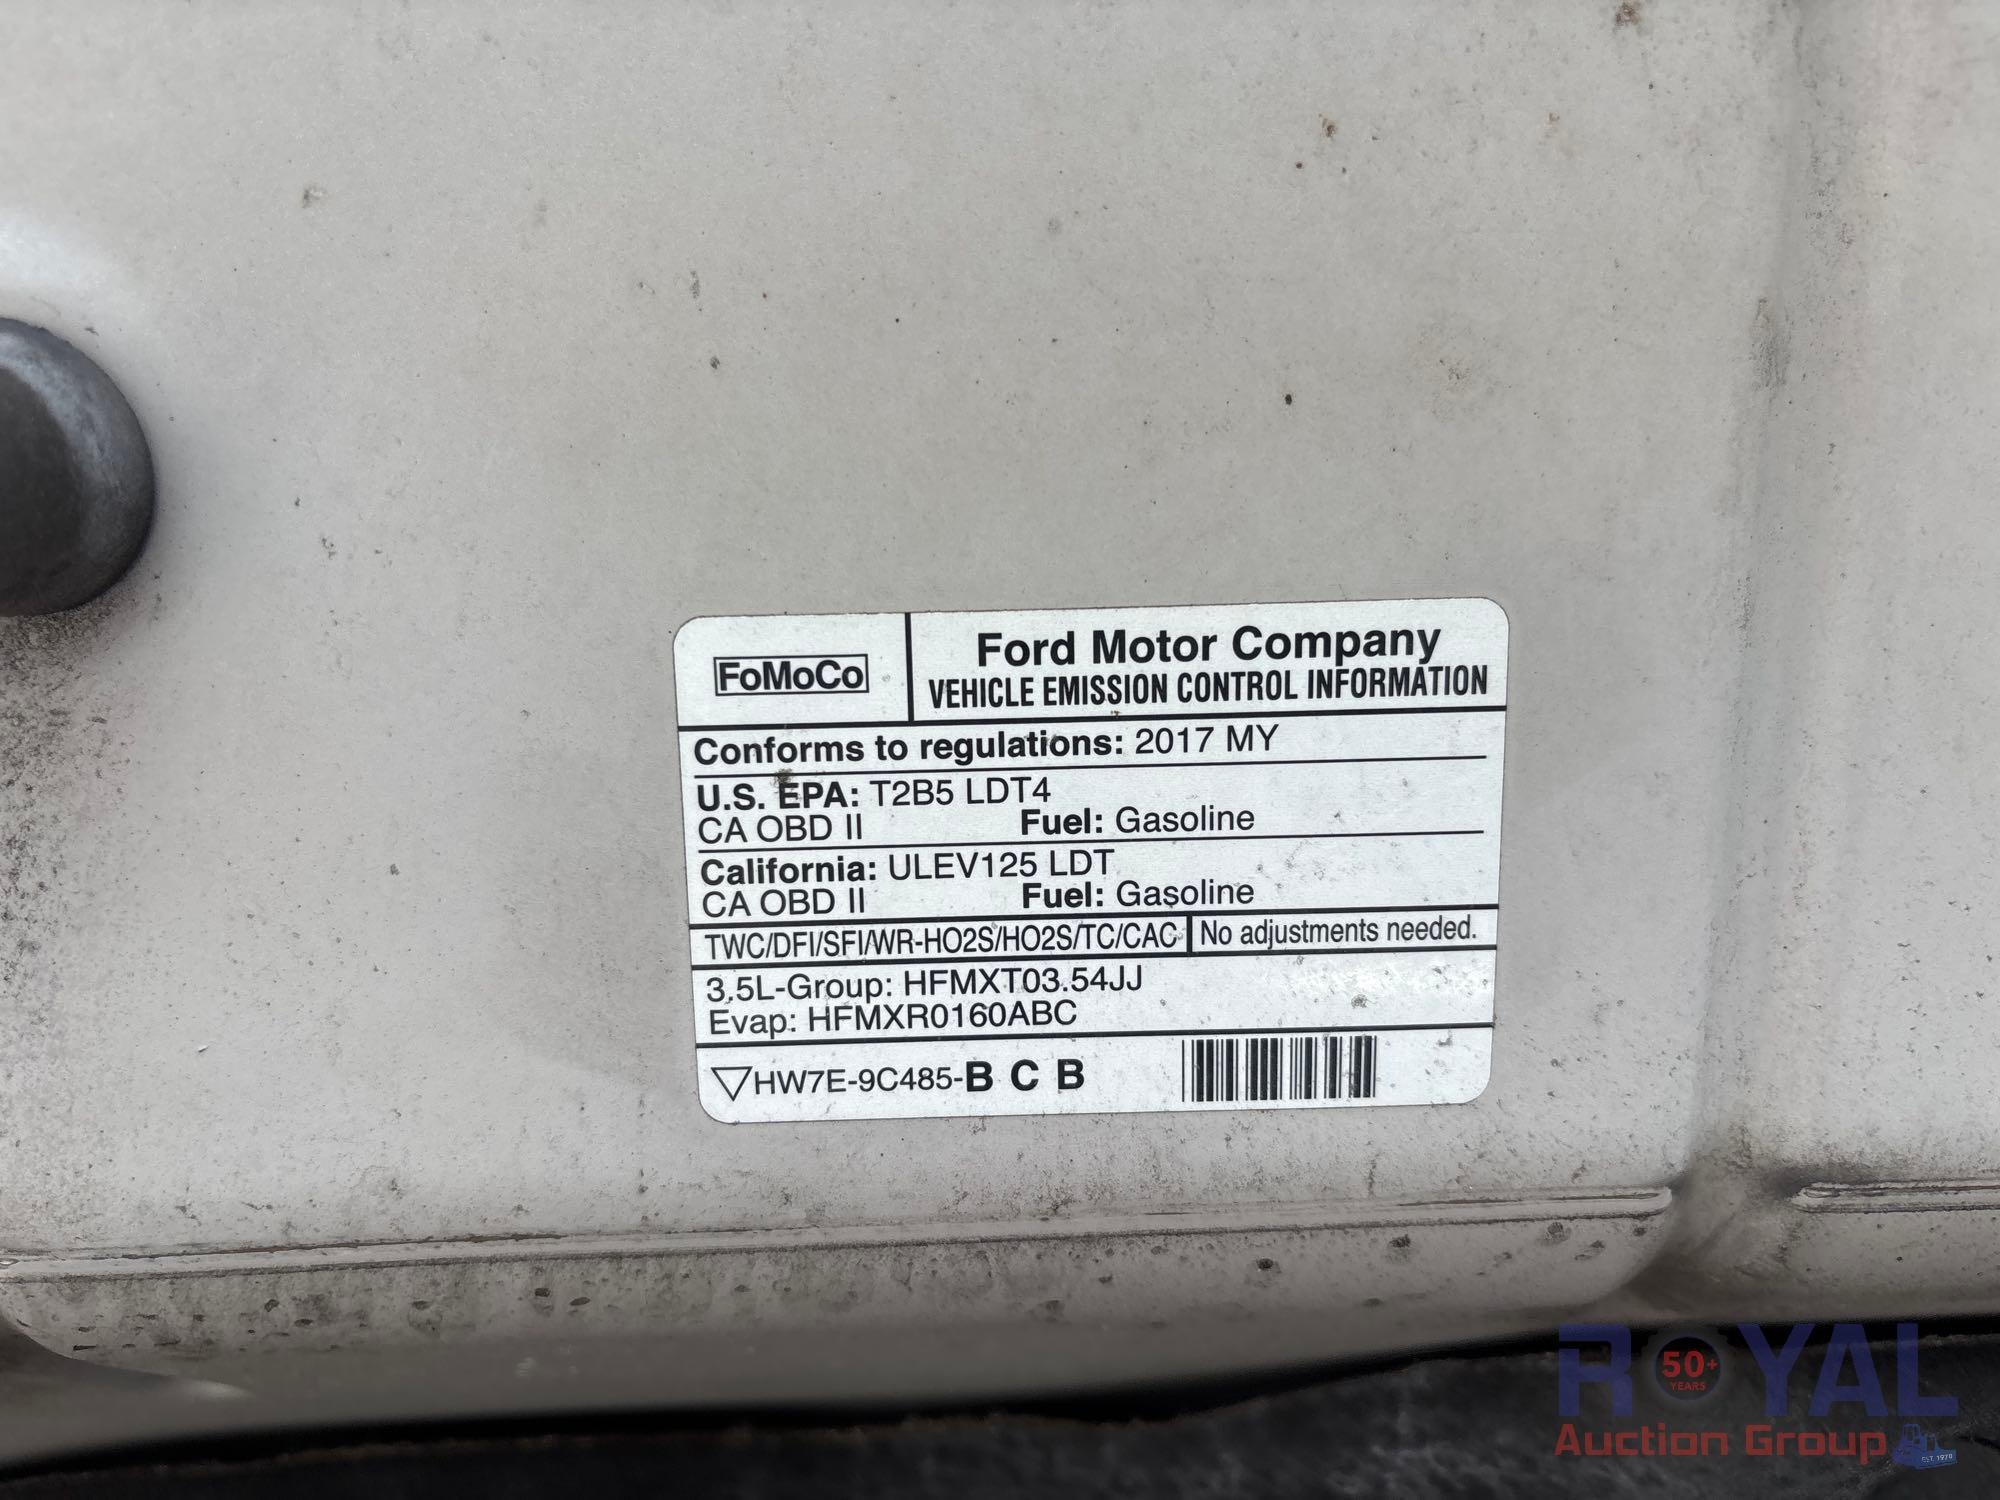 FoMoCo
Ford Motor Company
VEHICLE EMISSION CONTROL INFORMATION
Conforms to regulations: 2017 MY
U.S. EPA: T2B5 LDT4
CA OBD II Fuel: Gasoline
California: ULEV125 LDT
CA OBD II Fuel: Gasoline
TWC/DFI/SFI/WR-HO2S/HO2S/TC/CAC No adjustments needed.
3.5L-Group: HFMXT03.54JJ
Evap: HFMXR0160ABC
HW7E-9C485-B C B
ROYAL
50+
YEARS
Auction Group
EST. 1970